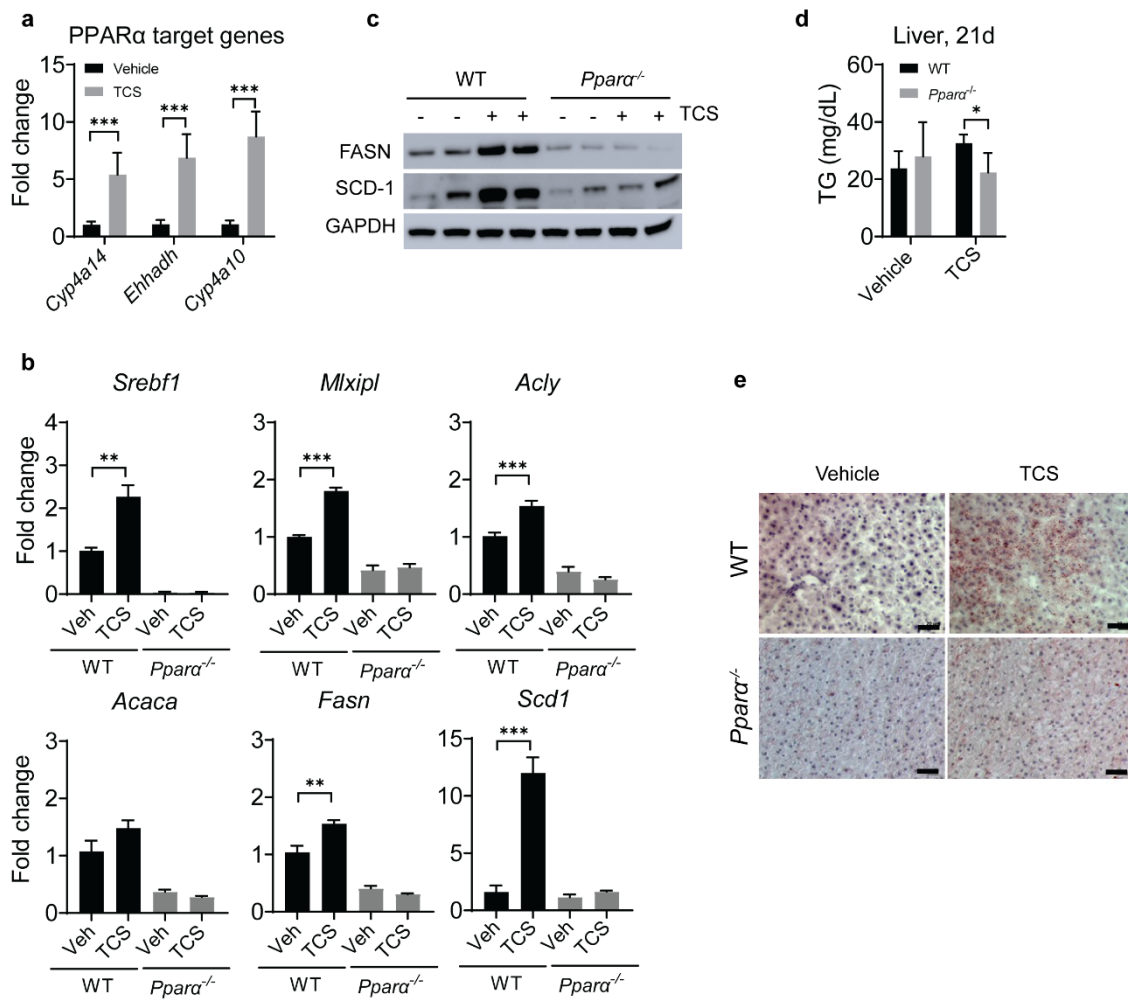 a
PPARα target genes
Vehicle
TCS
Fold change
15
10
5
0
***
***
***
Cyp4a14
Ehhadh
Cyp4a10
c
WT
Pparα-/-
- - + + - - + + TCS
FASN
SCD-1
GAPDH
d
Liver, 21d
WT
Pparα-/-
TG (mg/dL)
60
40
20
0
*
Vehicle
TCS
b
Srebf1
Fold change
4
3
2
1
0
**
Veh TCS Veh TCS
WT Pparα-/-
Mlxipl
3
2
1
0
***
Veh TCS Veh TCS
WT Pparα-/-
Acly
3
2
1
0
***
Veh TCS Veh TCS
WT Pparα-/-
Acaca
Fold change
3
2
1
0
Veh TCS Veh TCS
WT Pparα-/-
Fasn
3
2
1
0
**
Veh TCS Veh TCS
WT Pparα-/-
Scd1
15
10
5
0
***
Veh TCS Veh TCS
WT Pparα-/-
e
Vehicle TCS
WT
Pparα-/-